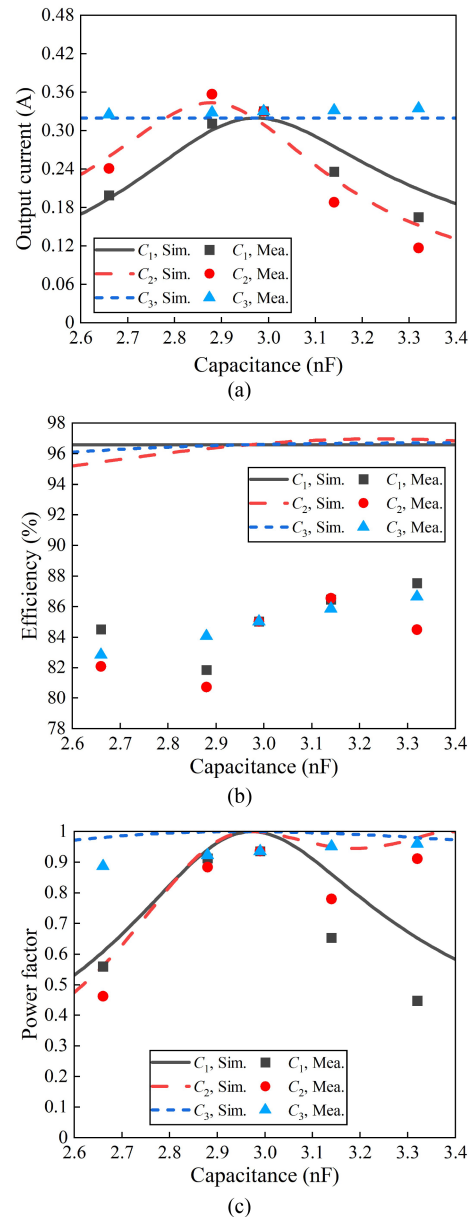 0.48
0.36
0.24
0.12
0.18
0.06
0
0.42
0.30
Output current (A)
C1, Sim. C1, Mea.
C2, Sim. C2, Mea.
C3, Sim. C3, Mea.
2.6 2.7 2.8 2.9 3.0 3.1 3.2 3.3 3.4
Capacitance (nF)
(a)
98
96
94
92
90
88
86
84
82
80
78
Efficiency (%)
C1, Sim. C1, Mea.
C2, Sim. C2, Mea.
C3, Sim. C3, Mea.
2.6 2.7 2.8 2.9 3.0 3.1 3.2 3.3 3.4
Capacitance (nF)
(b)
1
0.9
0.8
0.7
0.6
0.5
0.4
0.3
0.2
0.1
0
Power factor
C1, Sim. C1, Mea.
C2, Sim. C2, Mea.
C3, Sim. C3, Mea.
2.6 2.7 2.8 2.9 3.0 3.1 3.2 3.3 3.4
Capacitance (nF)
(c)